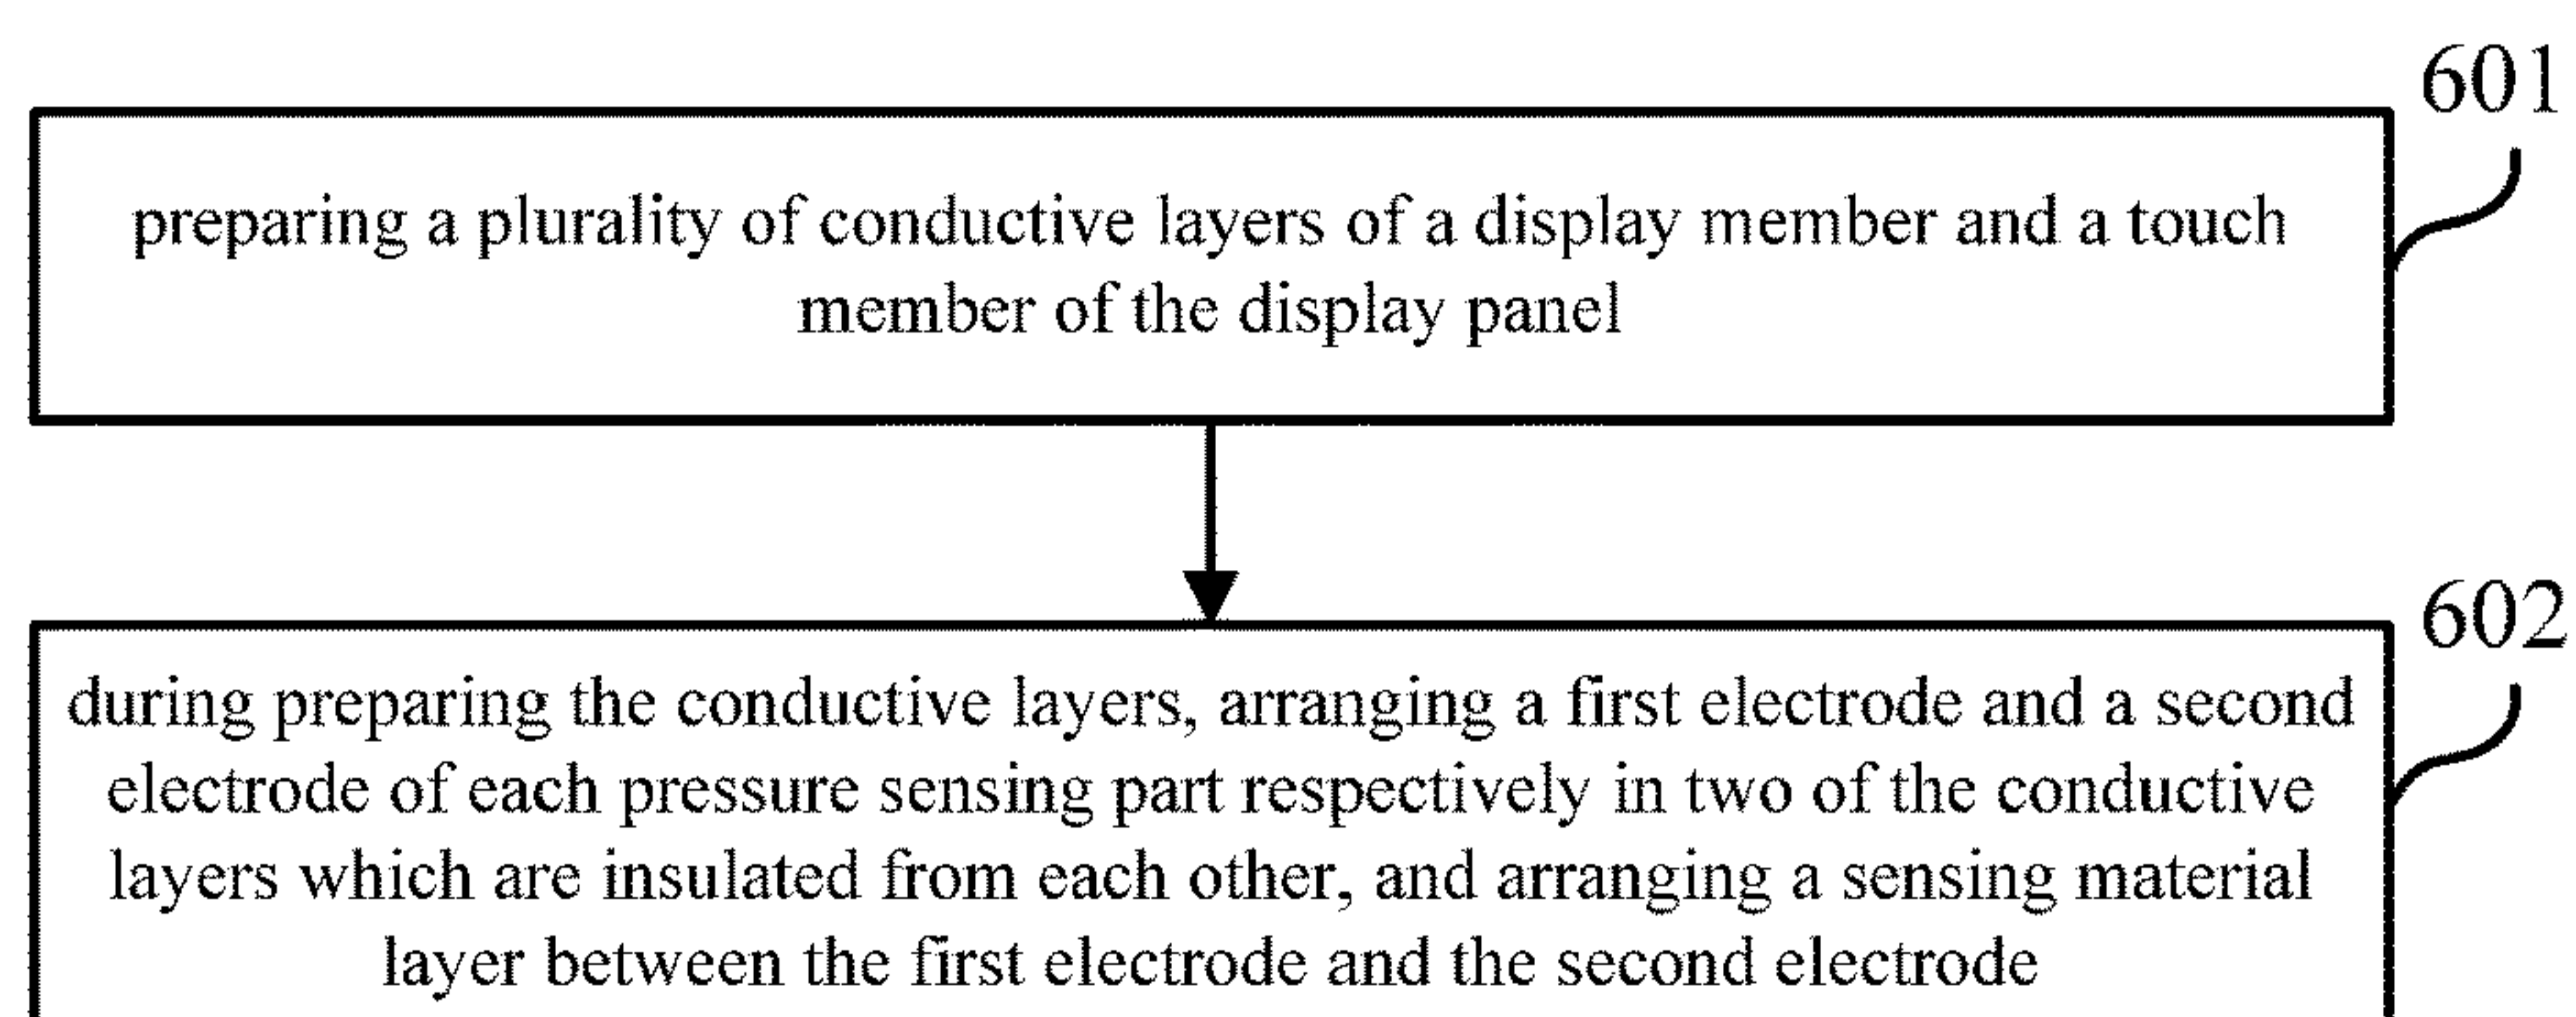 601
preparing a plurality of conductive layers of a display member and a touch
member of the display panel
602
during preparing the conductive layers, arranging a first electrode and a second
electrode of each pressure sensing part respectively in two of the conductive
layers which are insulated from each other, and arranging a sensing material
layer between the first electrode and the second electrode